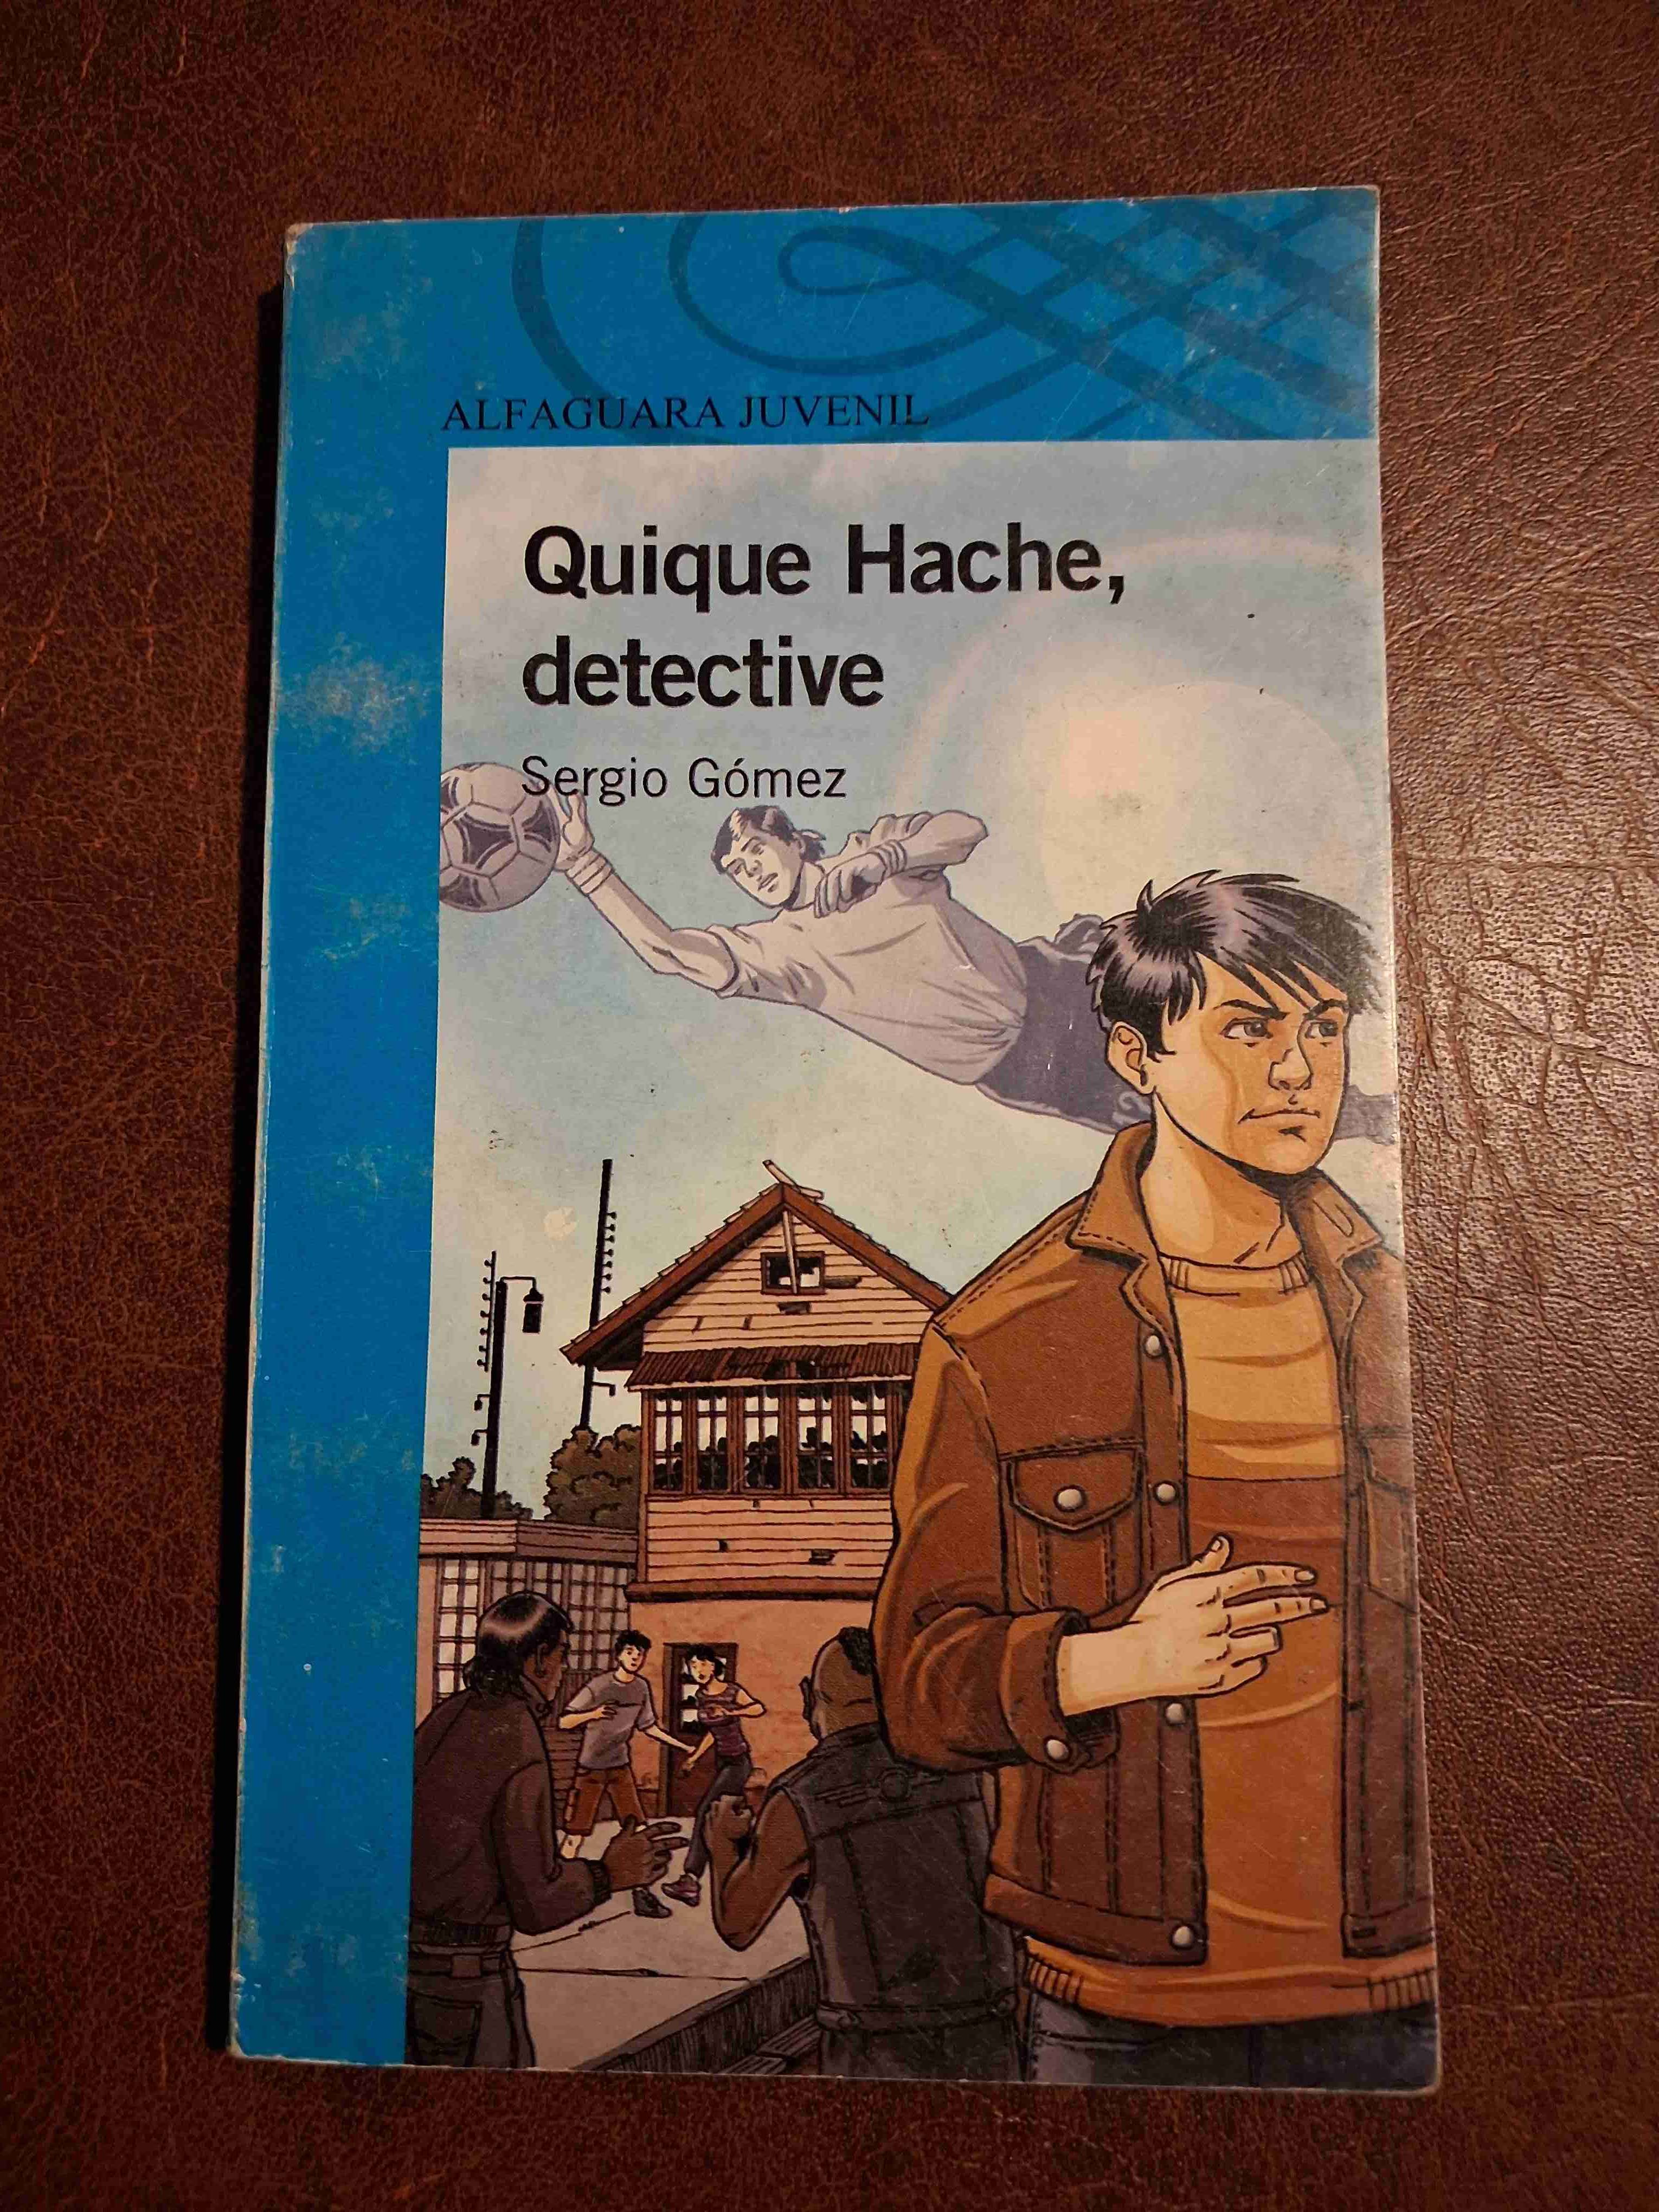 ALFAGUARA JUVENIL
Quique Hache,
detective
Sergio Gómez